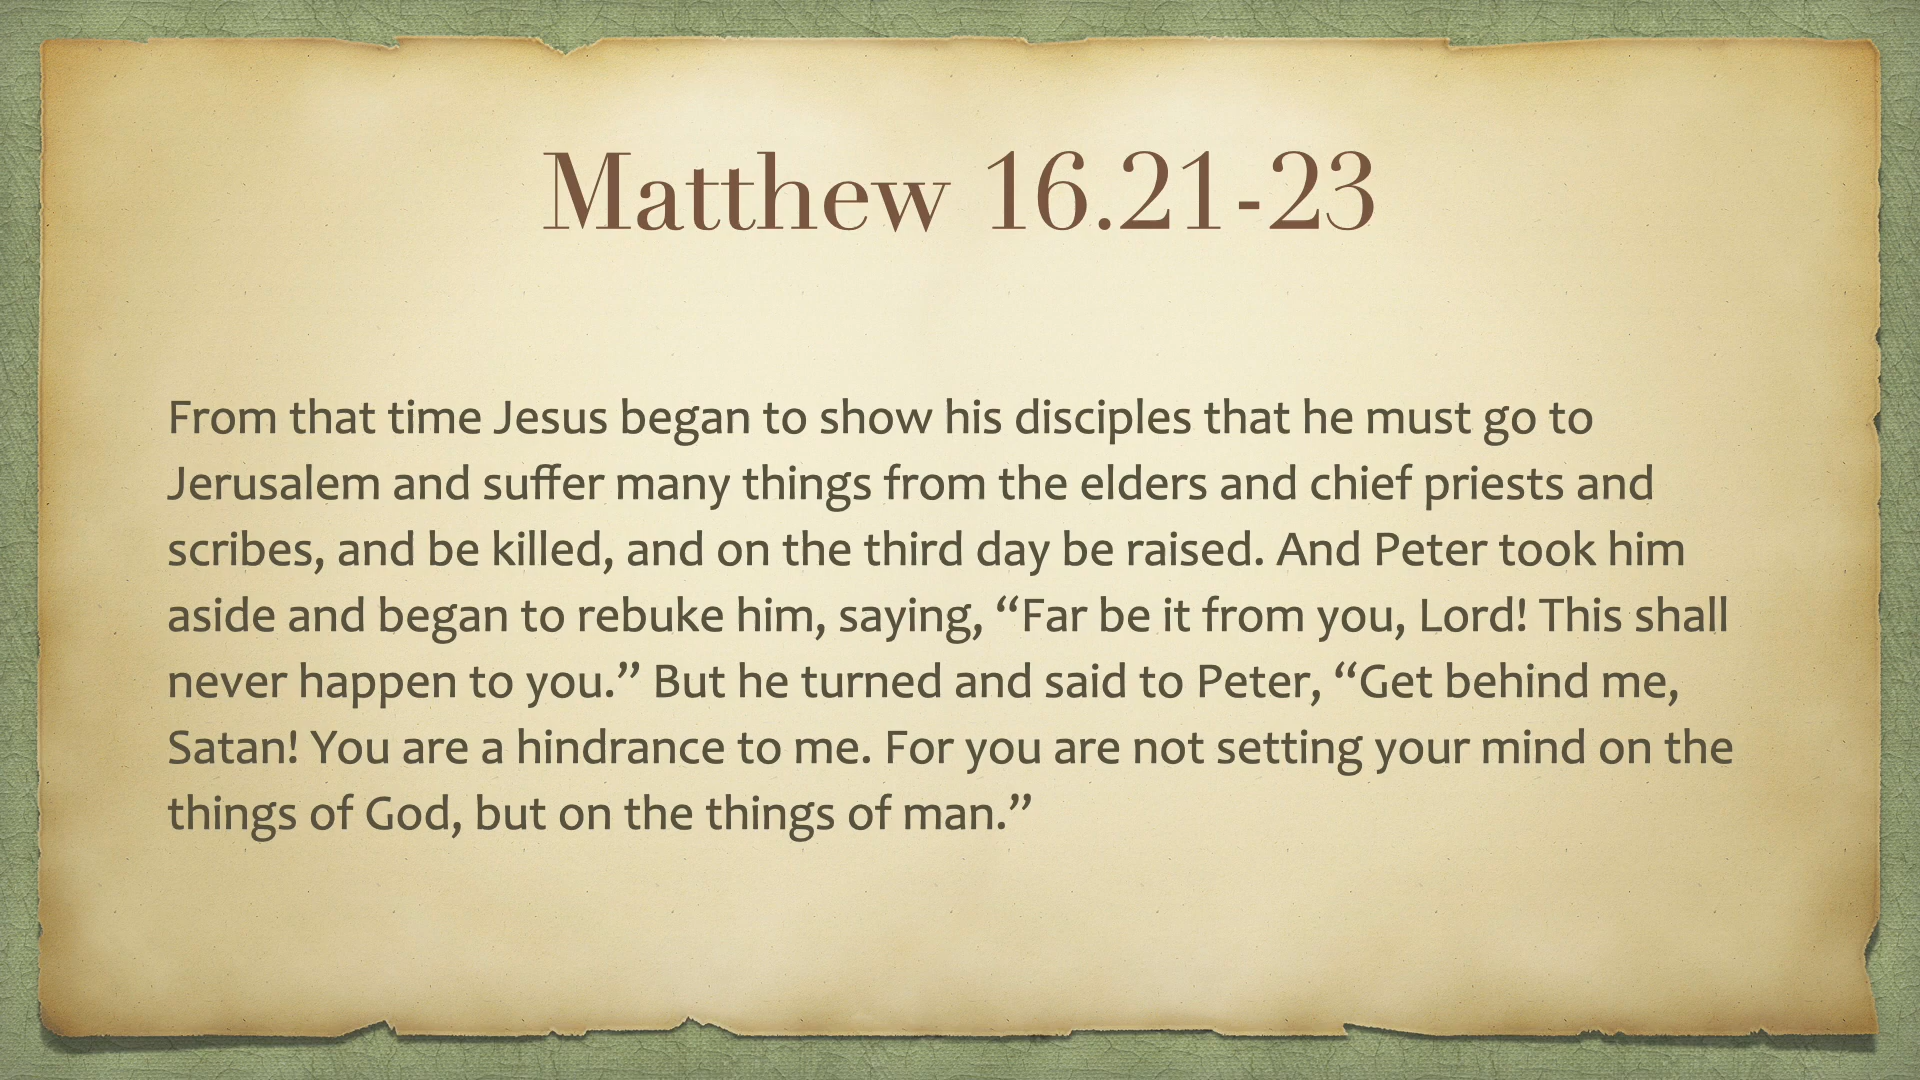 Matthew 16.21-23
From that time Jesus began to show his disciples that he must go to
Jerusalem and suffer many things from the elders and chief priests and
scribes, and be killed, and on the third day be raised. And Peter took him
aside and began to rebuke him, saying, “Far be it from you, Lord! This shall
never happen to you.” But he turned and said to Peter, “Get behind me,
Satan! You are a hindrance to me. For you are not setting your mind on the
things of God, but on the things of man.”